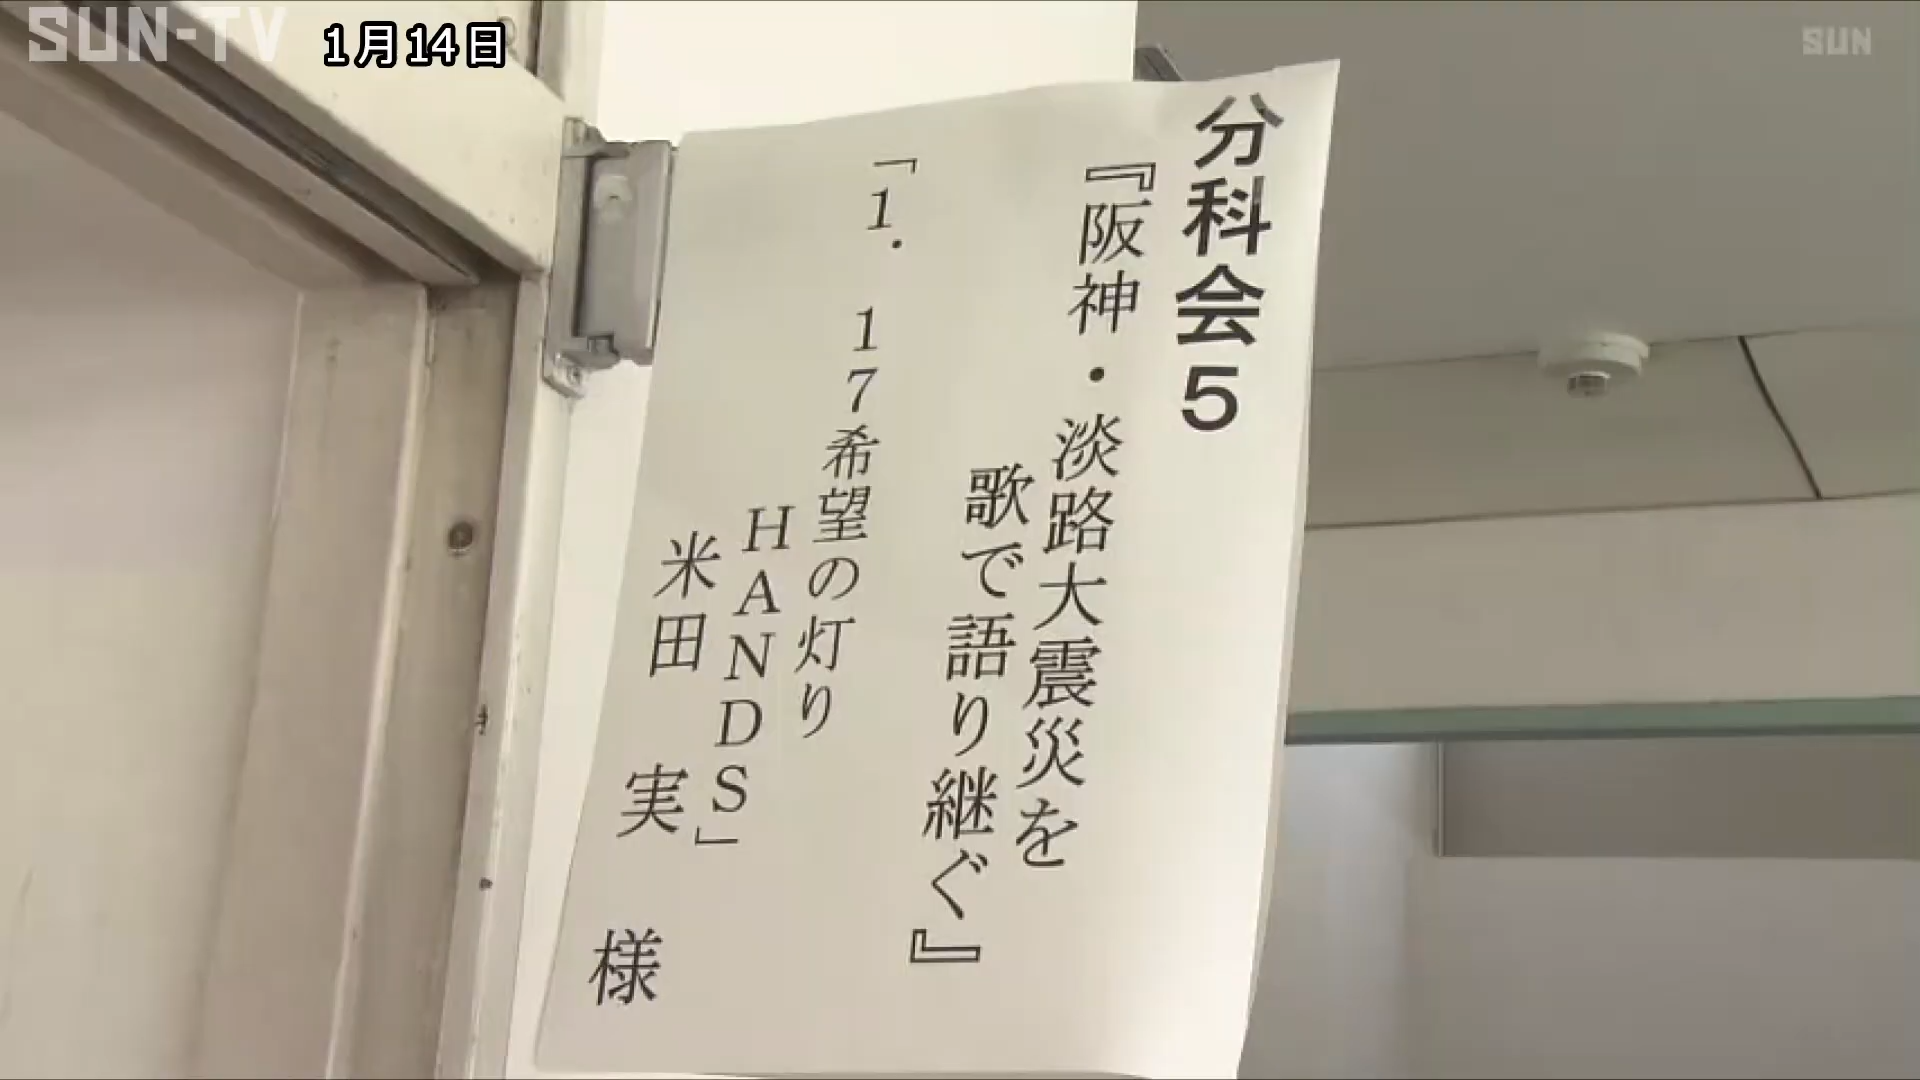 SUN-TV
1月14日
SUN
分科会5
『阪神・淡路大震災を
歌で語り継ぐ』
「1．17希望の灯り
HANDS」
米田 実 様